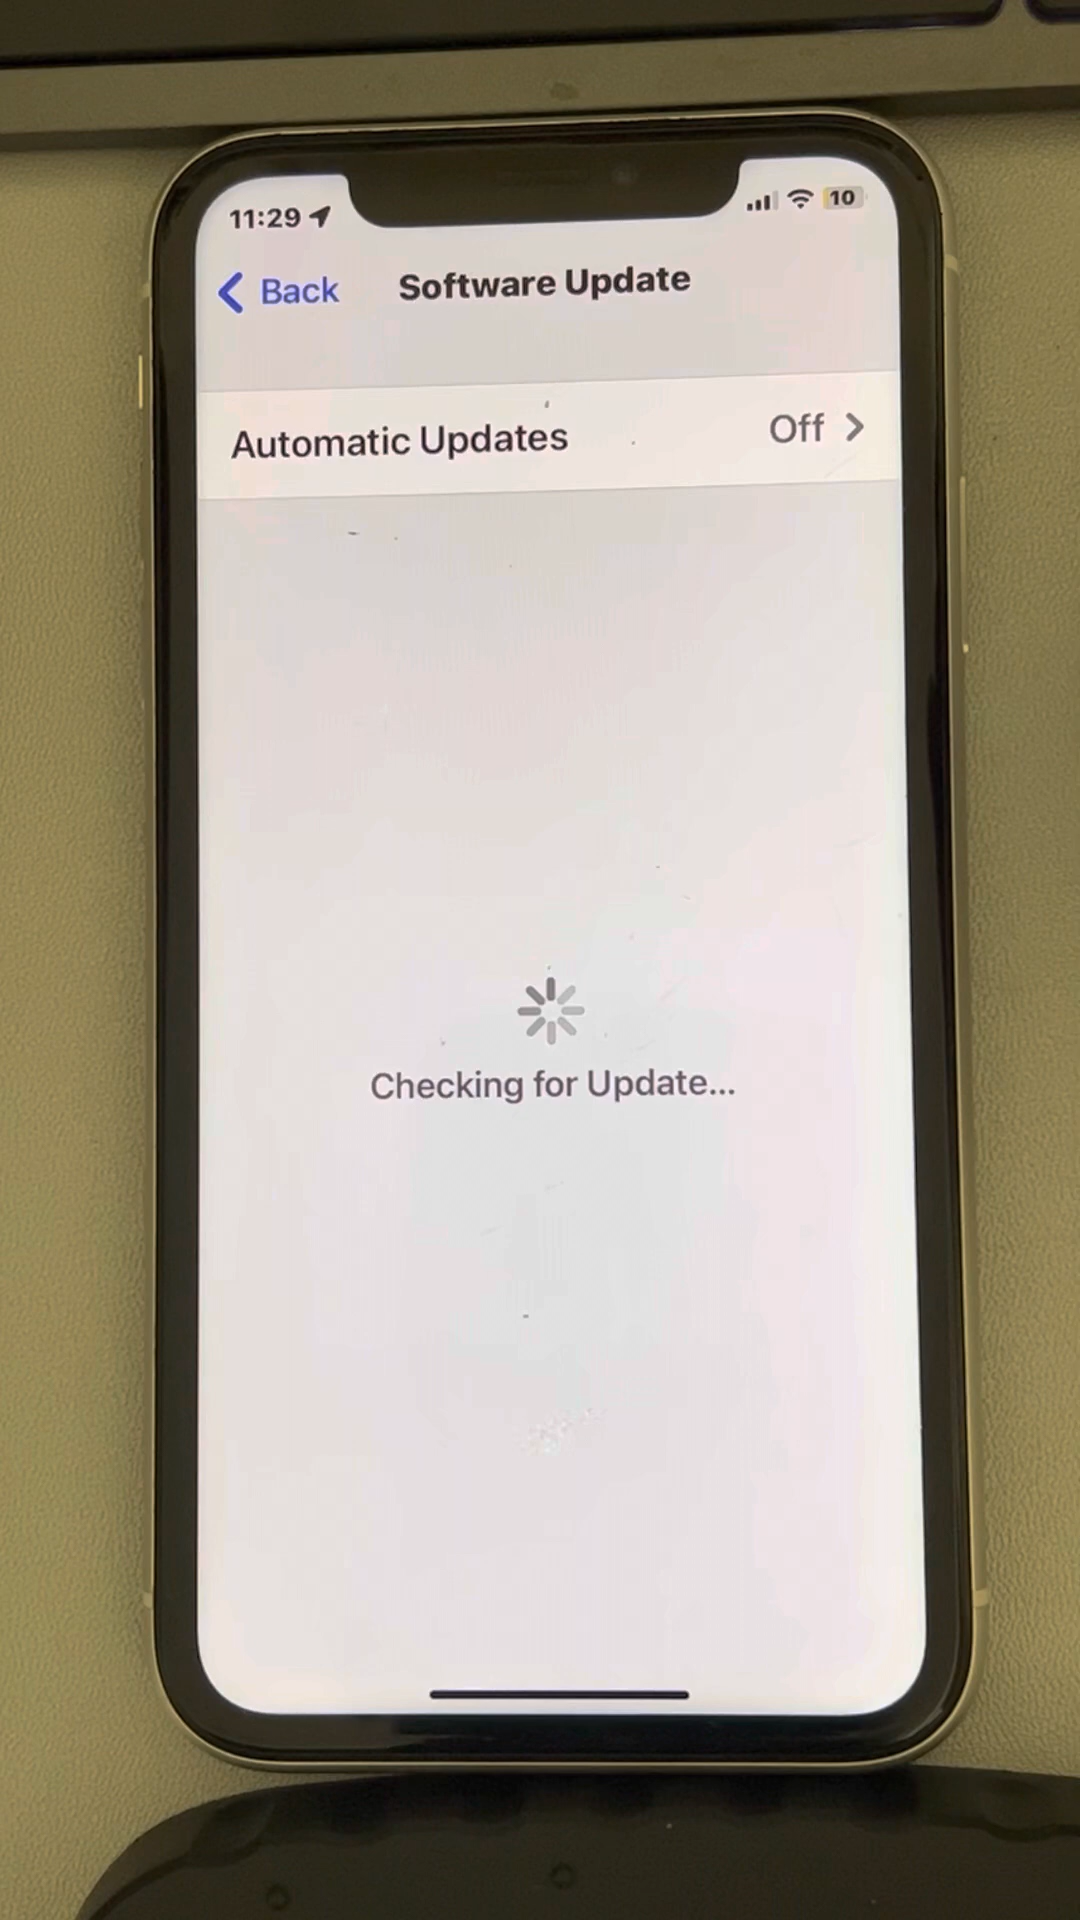 11:29
10
Back
Software Update
Automatic Updates
Off
Checking for Update...